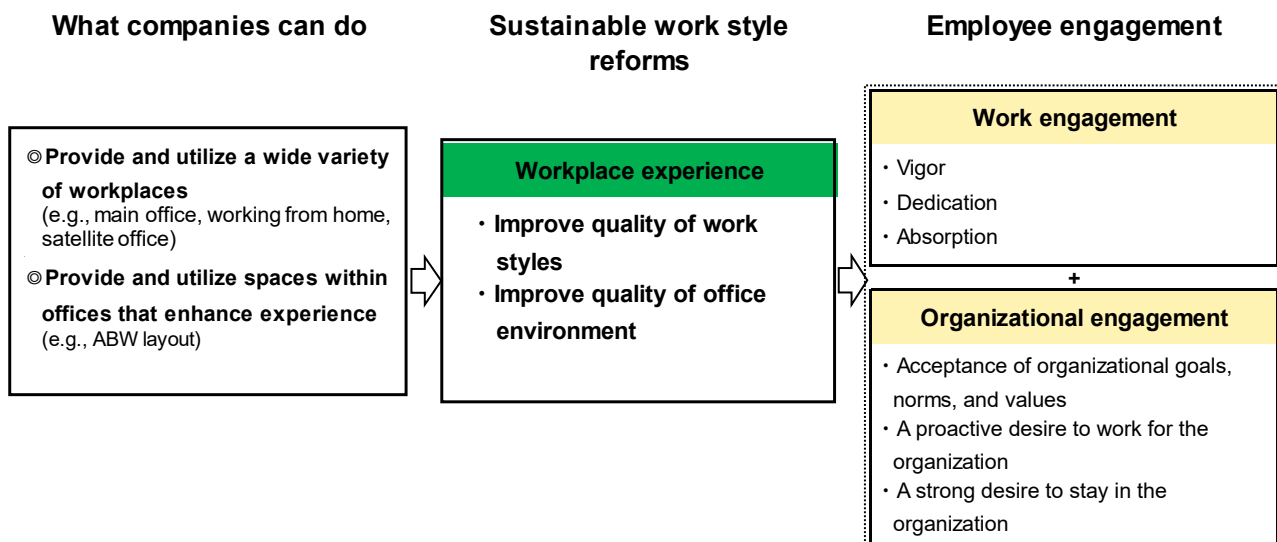 What companies can do
Sustainable work style
reforms
Employee engagement
◎Provide and utilize a wide variety
of workplaces
(e.g., main office, working from home,
satellite office)
◎Provide and utilize spaces within
offices that enhance experience
(e.g., ABW layout)
Workplace experience
・Improve quality of work
styles
・Improve quality of office
environment
Work engagement
・Vigor
・Dedication
・Absorption
+
Organizational engagement
・Acceptance of organizational goals,
norms, and values
・A proactive desire to work for the
organization
・A strong desire to stay in the
organization